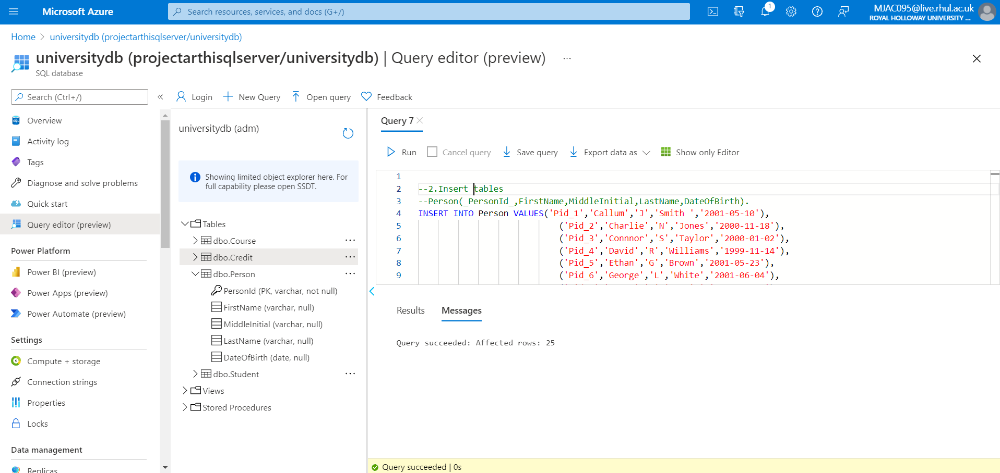 Microsoft Azure
Search resources, services, and docs (G+/)
1
MJAC095@live.rhul.ac.uk
ROYAL HOLLOWAY UNIVERSITY ...
Home > universitydb (projectarthisqlserver/universitydb)
universitydb (projectarthisqlserver/universitydb) | Query editor (preview) ...
SQL database
Search (Ctrl+/)
«
Login
New Query
Open query
Feedback
Overview
Activity log
Tags
Diagnose and solve problems
Quick start
Query editor (preview)
Power Platform
Power BI (preview)
Power Apps (preview)
Power Automate (preview)
Settings
Compute + storage
Connection strings
Properties
Locks
Data management
Replicas
universitydb (adm)
Showing limited object explorer here. For
full capability please open SSDT.
Tables
dbo.Course ...
dbo.Credit ...
dbo.Person ...
PersonId (PK, varchar, not null)
FirstName (varchar, null)
MiddleInitial (varchar, null)
LastName (varchar, null)
DateOfBirth (date, null)
dbo.Student ...
Views
Stored Procedures
Query 7
Run
Cancel query
Save query
Export data as
Show only Editor
1
2 --2.Insert tables
3 --Person(_PersonId_,FirstName,MiddleInitial,LastName,DateOfBirth).
4 INSERT INTO Person VALUES('Pid_1','Callum','J','Smith ','2001-05-10'),
5 ('Pid_2','Charlie','N','Jones','2000-11-18'),
6 ('Pid_3','Connnor','S','Taylor','2000-01-02'),
7 ('Pid_4','David','R','Williams','1999-11-14'),
8 ('Pid_5','Ethan','G','Brown','2001-05-23'),
9 ('Pid_6','George','L','White','2001-06-04'),
Results
Messages
Query succeeded: Affected rows: 25
Query succeeded | 0s